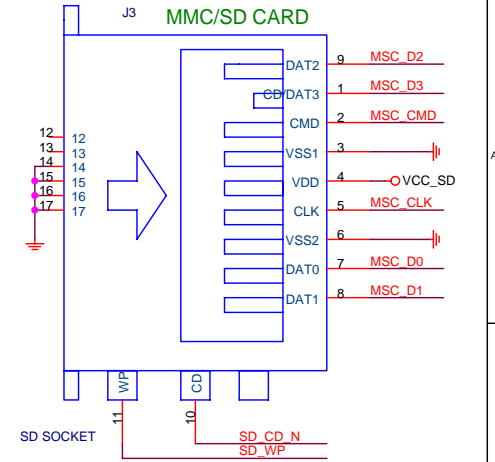 J3 MMC/SD CARD
DAT2 9 MSC_D2
CD/DAT3 1 MSC_D3
CMD 2 MSC_CMD
12 12
13 13
VSS1 3
A
14 14
15 15
VDD 4 VCC_SD
16 16
17 17
CLK 5 MSC_CLK
VSS2 6
DAT0 7 MSC_D0
DAT1 8 MSC_D1
WP CD
11 10
SD SOCKET
SD_CD_N
SD_WP